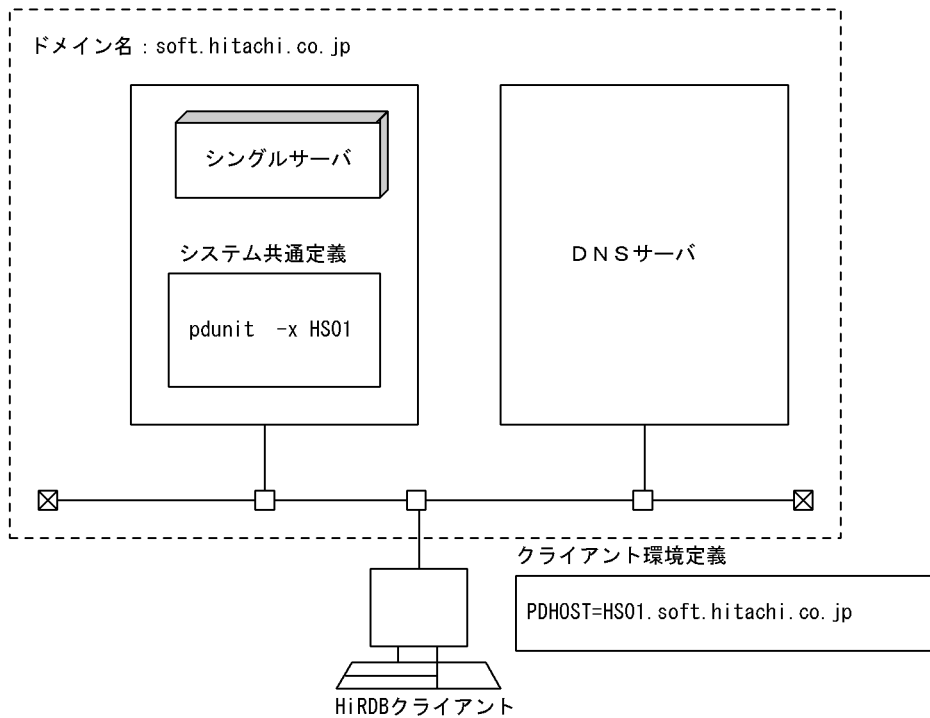 ドメイン名：soft.hitachi.co.jp
シングルサーバ
システム共通定義
pdunit -x HS01
ＤＮＳサーバ
クライアント環境定義
PDHOST=HS01.soft.hitachi.co.jp
HiRDBクライアント